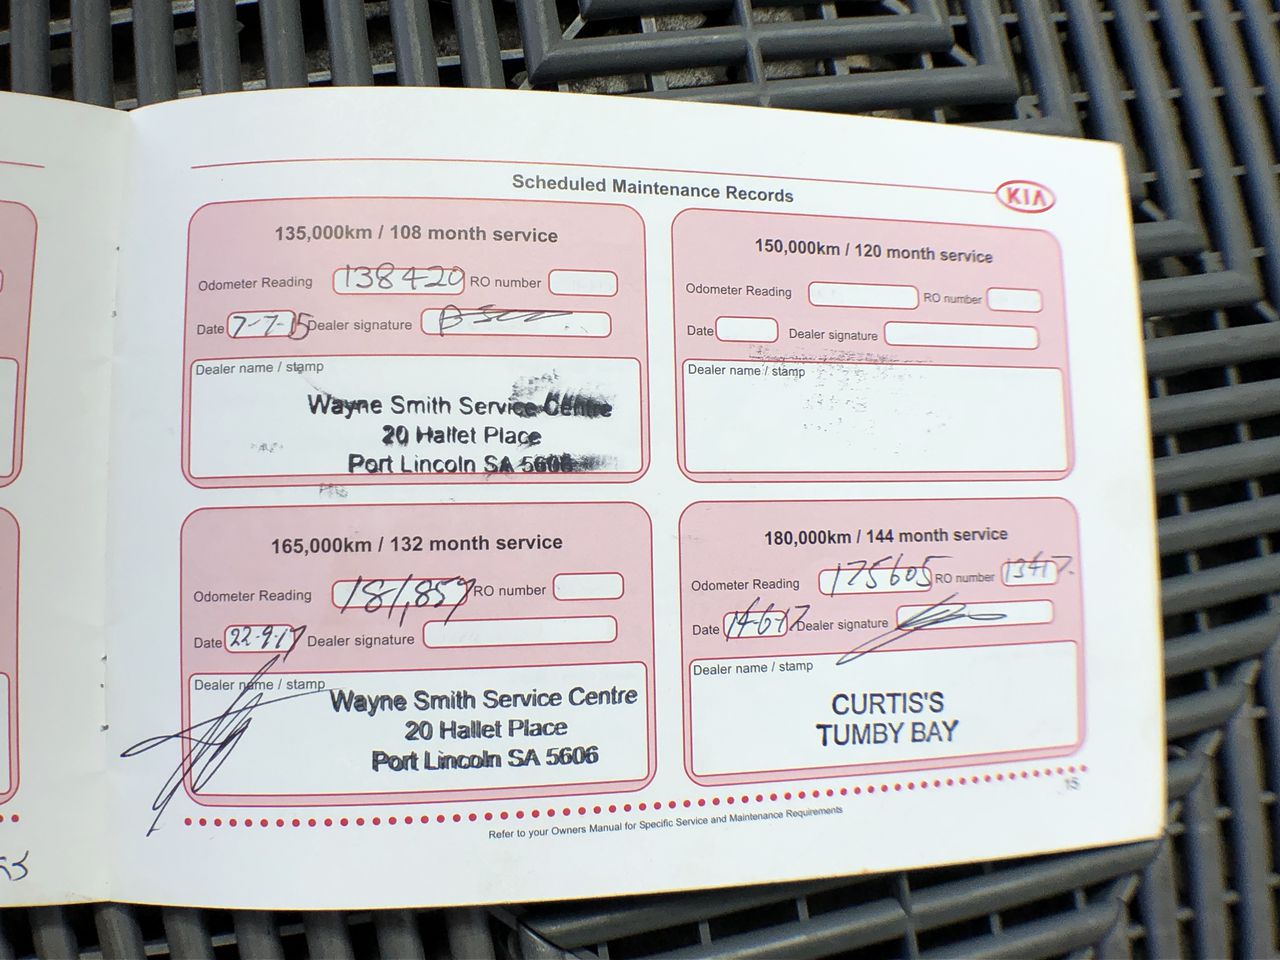 Scheduled Maintenance Records
KIA
135,000km / 108 month service
Odometer Reading 138420 RO number
Date 7-7-15 Dealer signature
Dealer name / stamp
Wayne Smith Service Centre
20 Hallet Place
Port Lincoln SA 5606
150,000km / 120 month service
Odometer Reading RO number
Date Dealer signature
Dealer name / stamp
165,000km / 132 month service
Odometer Reading 181,857 RO number
Date 22-9-17 Dealer signature
Dealer name / stamp
Wayne Smith Service Centre
20 Hallet Place
Port Lincoln SA 5606
180,000km / 144 month service
Odometer Reading 175605 RO number 13417.
Date 14-6-17 Dealer signature
Dealer name / stamp
CURTIS'S
TUMBY BAY
15
Refer to your Owners Manual for Specific Service and Maintenance Requirements